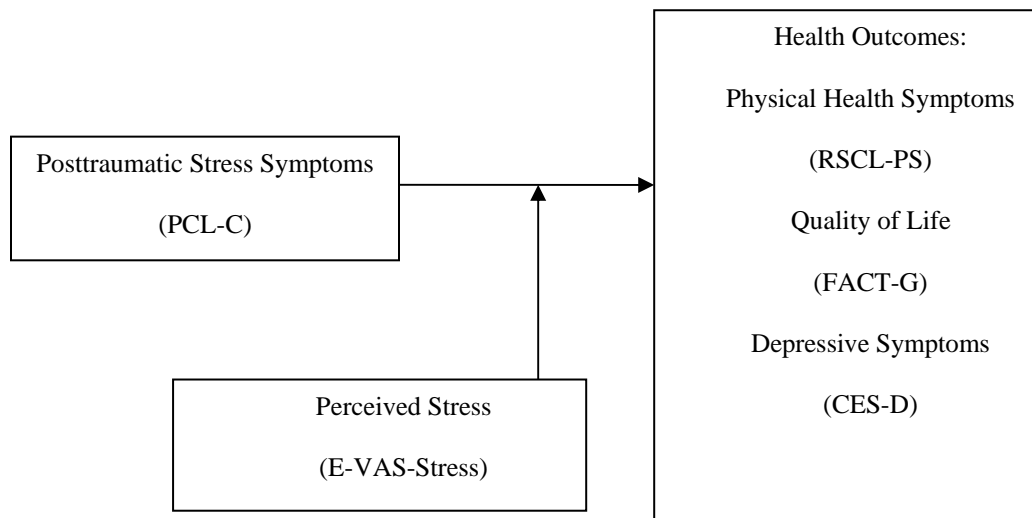 Posttraumatic Stress Symptoms
(PCL-C)
Perceived Stress
(E-VAS-Stress)
Health Outcomes:
Physical Health Symptoms
(RSCL-PS)
Quality of Life
(FACT-G)
Depressive Symptoms
(CES-D)